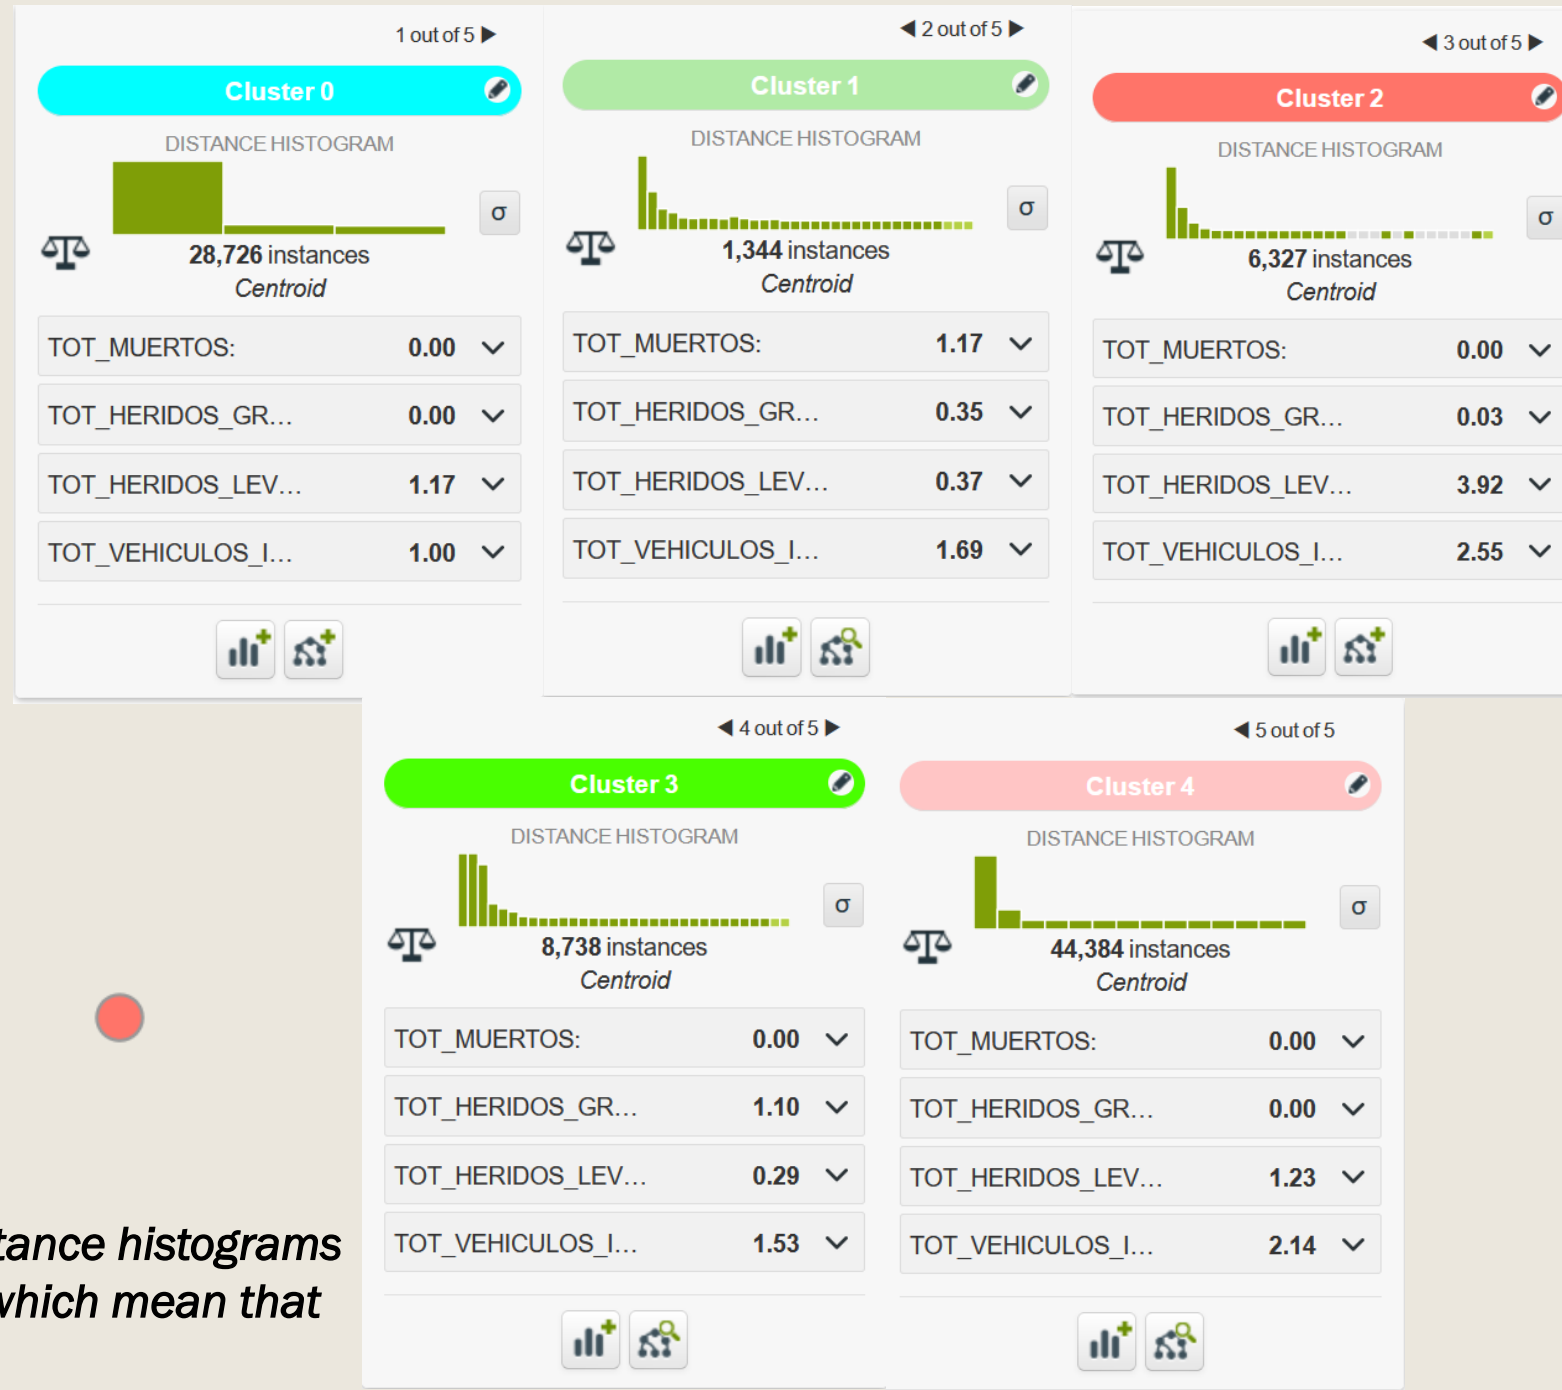 1 out of 5
Cluster 0
DISTANCE HISTOGRAM
σ
28,726 instances
Centroid
TOT_MUERTOS: 0.00
TOT_HERIDOS_GR... 0.00
TOT_HERIDOS_LEV... 1.17
TOT_VEHICULOS_I... 1.00
2 out of 5
Cluster 1
DISTANCE HISTOGRAM
σ
1,344 instances
Centroid
TOT_MUERTOS: 1.17
TOT_HERIDOS_GR... 0.35
TOT_HERIDOS_LEV... 0.37
TOT_VEHICULOS_I... 1.69
3 out of 5
Cluster 2
DISTANCE HISTOGRAM
σ
6,327 instances
Centroid
TOT_MUERTOS: 0.00
TOT_HERIDOS_GR... 0.03
TOT_HERIDOS_LEV... 3.92
TOT_VEHICULOS_I... 2.55
4 out of 5
Cluster 3
DISTANCE HISTOGRAM
σ
8,738 instances
Centroid
TOT_MUERTOS: 0.00
TOT_HERIDOS_GR... 1.10
TOT_HERIDOS_LEV... 0.29
TOT_VEHICULOS_I... 1.53
5 out of 5
Cluster 4
DISTANCE HISTOGRAM
σ
44,384 instances
Centroid
TOT_MUERTOS: 0.00
TOT_HERIDOS_GR... 0.00
TOT_HERIDOS_LEV... 1.23
TOT_VEHICULOS_I... 2.14
tance histograms
which mean that